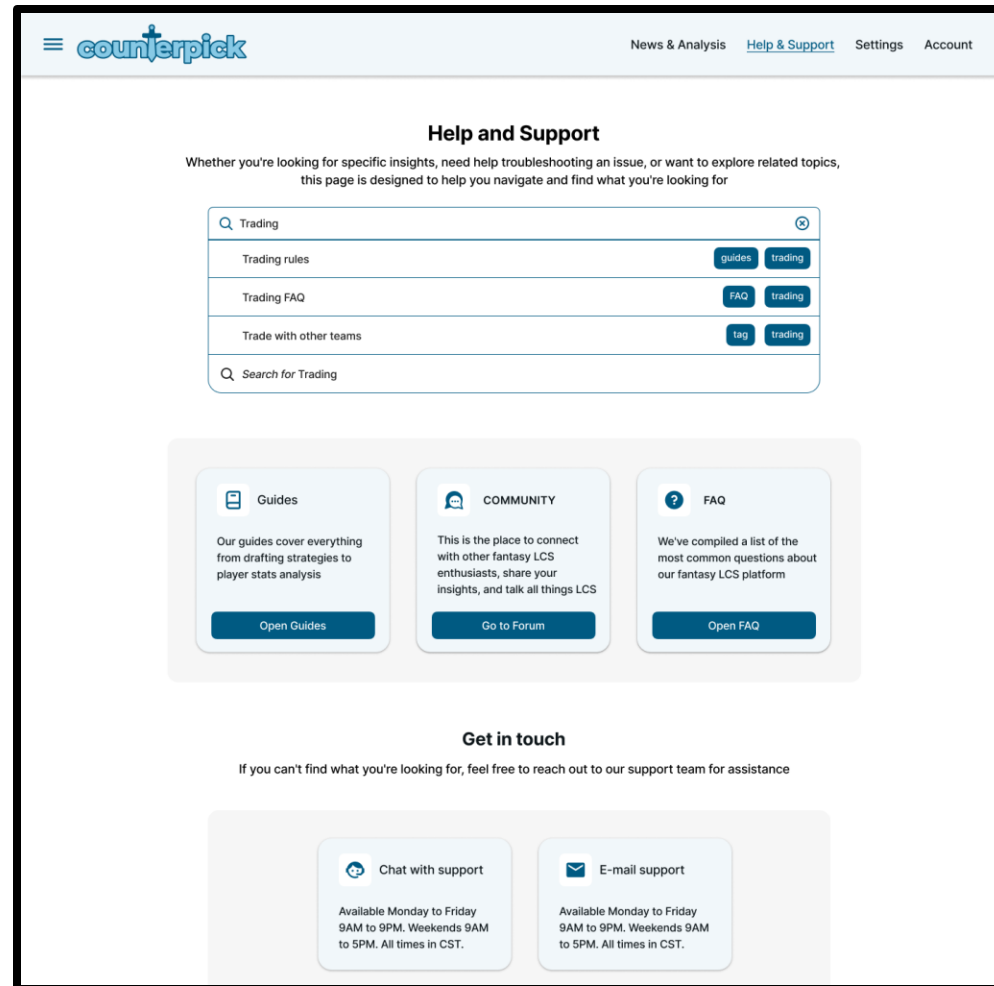 counterpick
News & Analysis Help & Support Settings Account
Help and Support
Whether you're looking for specific insights, need help troubleshooting an issue, or want to explore related topics,
this page is designed to help you navigate and find what you're looking for
Trading
Trading rules guides trading
Trading FAQ FAQ trading
Trade with other teams tag trading
Search for Trading
Guides
Our guides cover everything
from drafting strategies to
player stats analysis
Open Guides
COMMUNITY
This is the place to connect
with other fantasy LCS
enthusiasts, share your
insights, and talk all things LCS
Go to Forum
FAQ
We've compiled a list of the
most common questions about
our fantasy LCS platform
Open FAQ
Get in touch
If you can't find what you're looking for, feel free to reach out to our support team for assistance
Chat with support
Available Monday to Friday
9AM to 9PM. Weekends 9AM
to 5PM. All times in CST.
E-mail support
Available Monday to Friday
9AM to 9PM. Weekends 9AM
to 5PM. All times in CST.